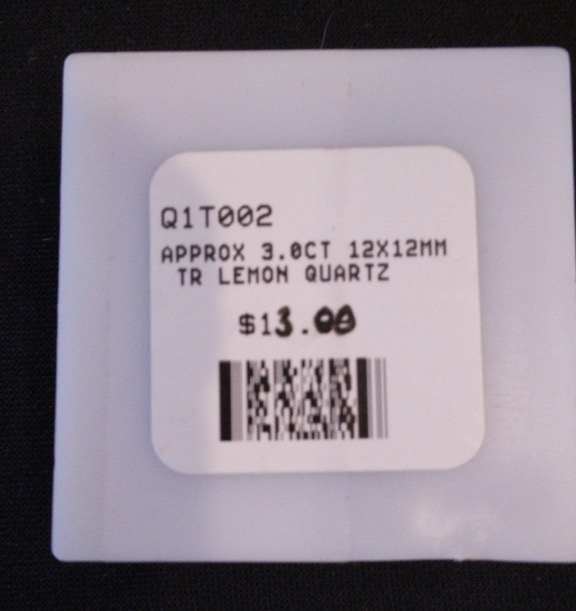 Q1T002
APPROX 3.0CT 12X12MM
TR LEMON QUARTZ
$13.00